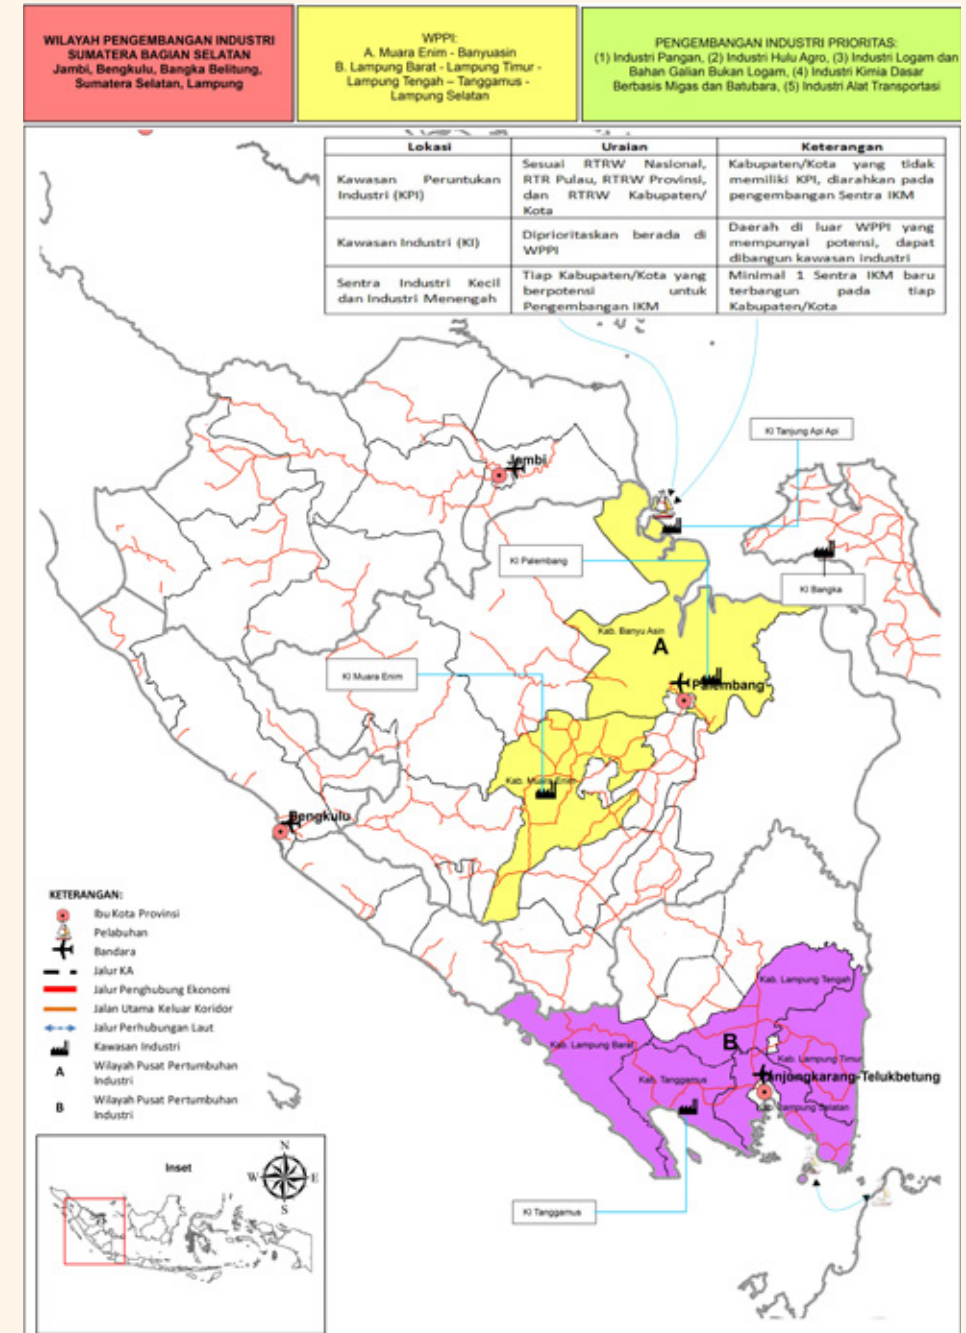 WILAYAH PENGEMBANGAN INDUSTRI
SUMATERA BAGIAN SELATAN
Jambi, Bengkulu, Bangka Belitung,
Sumatera Selatan, Lampung
WPPI:
A. Muara Enim - Banyuasin
B. Lampung Barat - Lampung Timur -
Lampung Tengah – Tanggamus -
Lampung Selatan
PENGEMBANGAN INDUSTRI PRIORITAS:
(1) Industri Pangan, (2) Industri Hulu Agro, (3) Industri Logam dan
Bahan Galian Bukan Logam, (4) Industri Kimia Dasar
Berbasis Migas dan Batubara, (5) Industri Alat Transportasi
Lokasi
Uraian
Keterangan
Kawasan Peruntukan
Industri (KPI)
Sesuai RTRW Nasional,
RTR Pulau, RTRW Provinsi,
dan RTRW Kabupaten/
Kota
Kabupaten/Kota yang tidak
memiliki KPI, diarahkan pada
pengembangan Sentra IKM
Kawasan Industri (KI)
Diprioritaskan berada di
WPPI
Daerah di luar WPPI yang
mempunyai potensi, dapat
dibangun kawasan industri
Sentra Industri Kecil
dan Industri Menengah
Tiap Kabupaten/Kota yang
berpotensi untuk
Pengembangan IKM
Minimal 1 Sentra IKM baru
terbangun pada tiap
Kabupaten/Kota
KI Tanjung Api Api
Jambi
KI Palembang
KI Bangka
Kab. Banyu Asin
A
KI Muara Enim
Palembang
Kab. Muara Enim
Bengkulu
KETERANGAN:
Ibu Kota Provinsi
Pelabuhan
Bandara
Jalur KA
Jalur Penghubung Ekonomi
Jalan Utama Keluar Koridor
Jalur Perhubungan Laut
Kawasan Industri
A Wilayah Pusat Pertumbuhan
Industri
B Wilayah Pusat Pertumbuhan
Industri
Kab. Lampung Tengah
B
Kab. Lampung Barat
Kab. Lampung Timur
Kab. Tanggamus
Tanjongkarang-Telukbetung
Kab. Lampung Selatan
KI Tanggamus
Inset
N
W
E
S